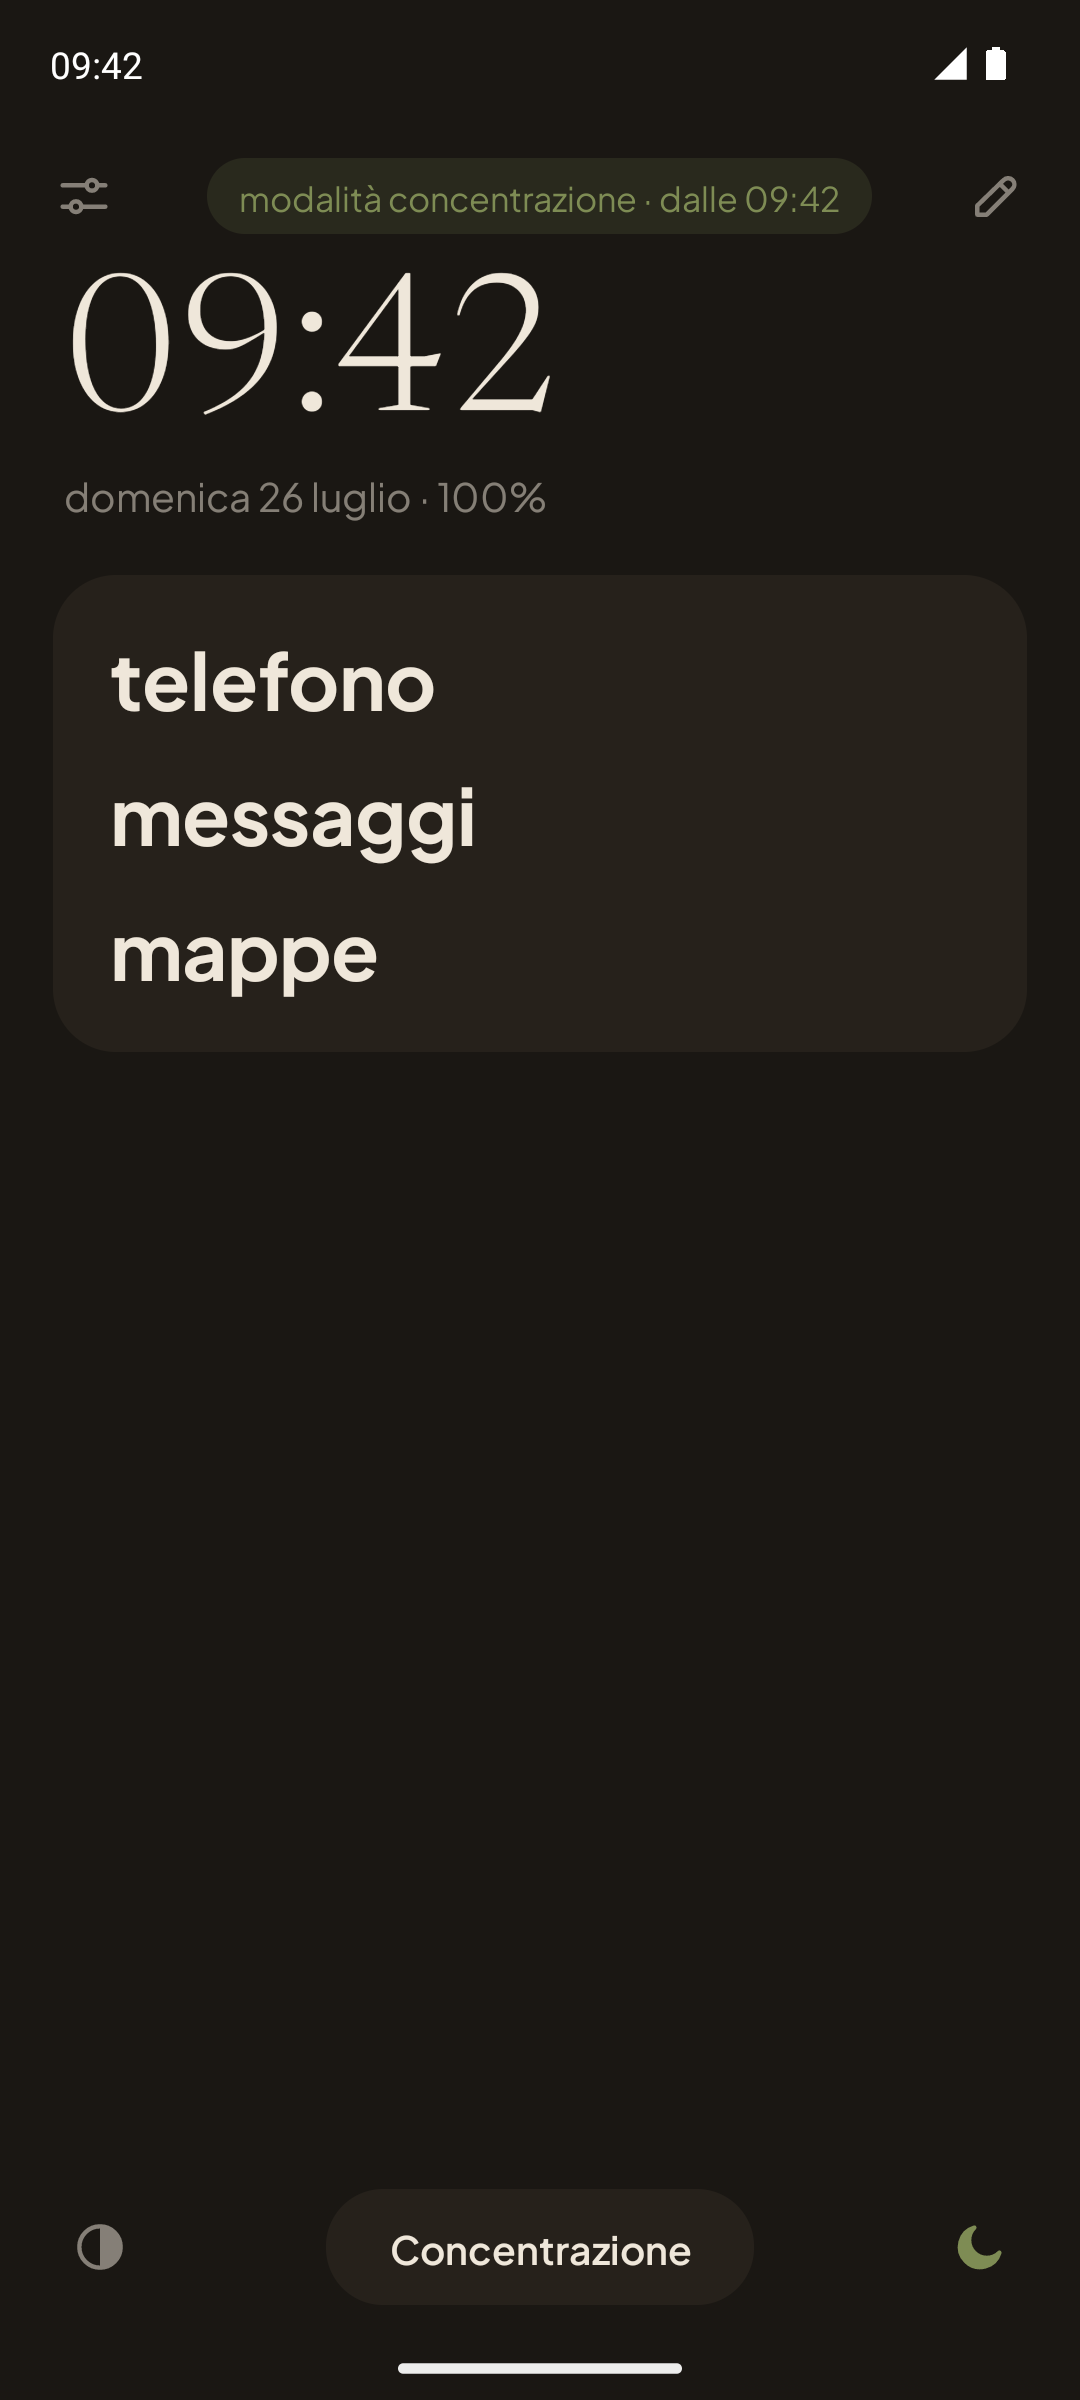 09:42
modalità concentrazione · dalle 09:42
09:42
domenica 26 luglio · 100%
telefono
messaggi
mappe
Concentrazione